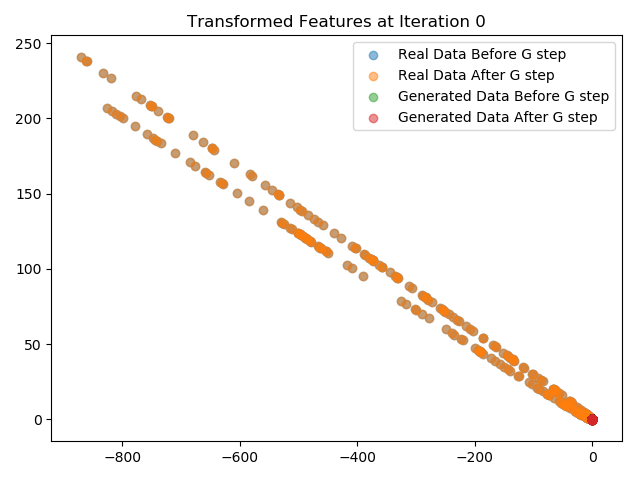 Transformed Features at Iteration 0
Real Data Before G step
Real Data After G step
Generated Data Before G step
Generated Data After G step
250
200
150
100
50
0
−800
−600
−400
−200
0